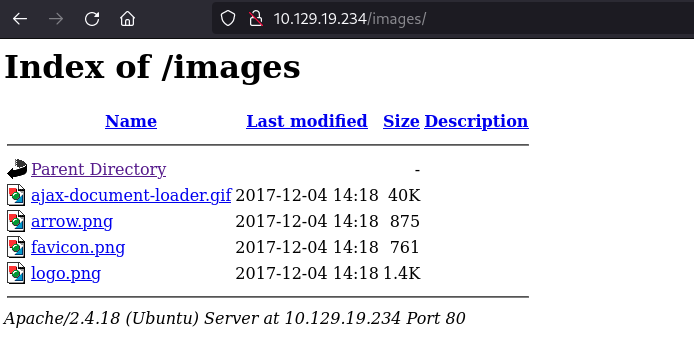 10.129.19.234/images/
Index of /images
Name Last modified Size Description
Parent Directory -
ajax-document-loader.gif 2017-12-04 14:18 40K
arrow.png 2017-12-04 14:18 875
favicon.png 2017-12-04 14:18 761
logo.png 2017-12-04 14:18 1.4K
Apache/2.4.18 (Ubuntu) Server at 10.129.19.234 Port 80